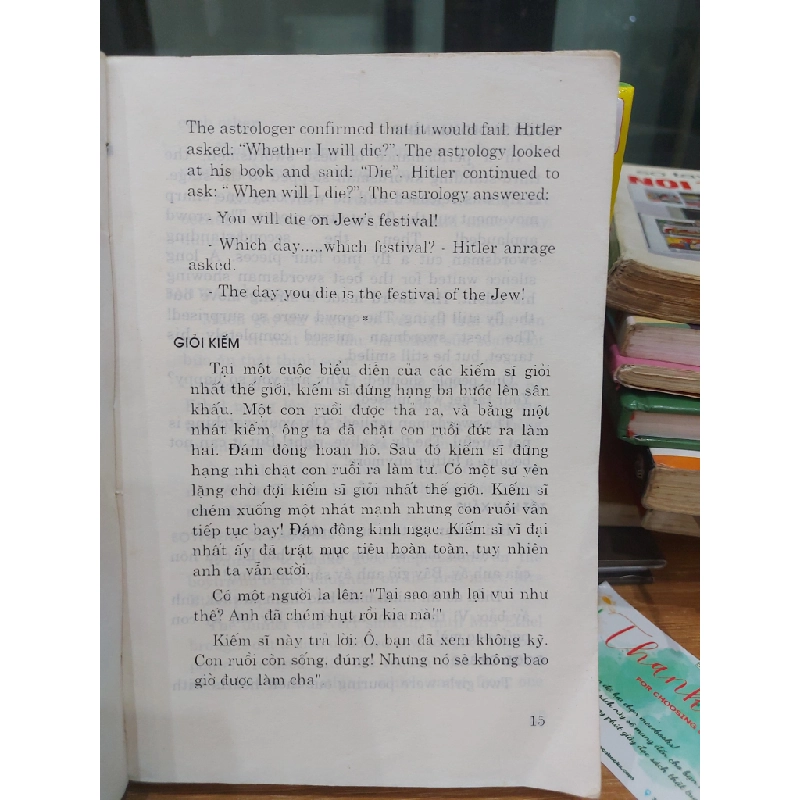 The astrologer confirmed that it would fail. Hitler
asked: “Whether I will die?”. The astrology looked
at his book and said: “Die”. Hitler continued to
ask: “ When will I die?”. The astrology answered:
- You will die on Jew's festival!
- Which day.....which festival? - Hitler anrage
asked.
- The day you die is the festival of the Jew!
*
GIỎI KIẾM
Tại một cuộc biểu diễn của các kiếm sĩ giỏi
nhất thế giới, kiếm sĩ đứng hạng ba bước lên sân
khấu. Một con ruồi được thả ra, và bằng một
nhát kiếm, ông ta đã chặt con ruồi đứt ra làm
hai. Đám đông hoan hô. Sau đó kiếm sĩ đứng
hạng nhì chặt con ruồi ra làm tư. Có một sự yên
lặng chờ đợi kiếm sĩ giỏi nhất thế giới. Kiếm sĩ
chém xuống một nhát mạnh nhưng con ruồi vẫn
tiếp tục bay! Đám đông kinh ngạc. Kiếm sĩ vĩ đại
nhất ấy đã trật mục tiêu hoàn toàn, tuy nhiên
anh ta vẫn cười.
Có một người la lên: "Tại sao anh lại vui như
thế? Anh đã chém hụt rồi kia mà!"
Kiếm sĩ này trả lời: Ồ, bạn đã xem không kỹ.
Con ruồi còn sống, đúng! Nhưng nó sẽ không bao
giờ được làm cha"
15
ION
Thank
FOR CHOOSING